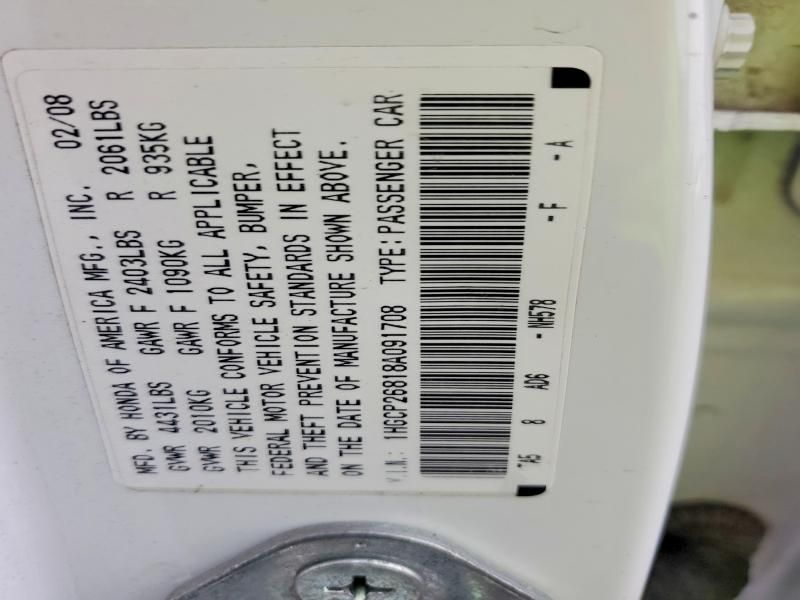 MFD. BY HONDA OF AMERICA MFG., INC. 02/08
GVWR 4431LBS GAWR F 2403LBS R 2061LBS
GVWR 2010KG GAWR F 1090KG R 935KG
THIS VEHICLE CONFORMS TO ALL APPLICABLE
FEDERAL MOTOR VEHICLE SAFETY, BUMPER,
AND THEFT PREVENTION STANDARDS IN EFFECT
ON THE DATE OF MANUFACTURE SHOWN ABOVE.
V.I.N.: 1HGCP26818A091708 TYPE: PASSENGER CAR
*A5 8 AD6 -NH578 -F -A